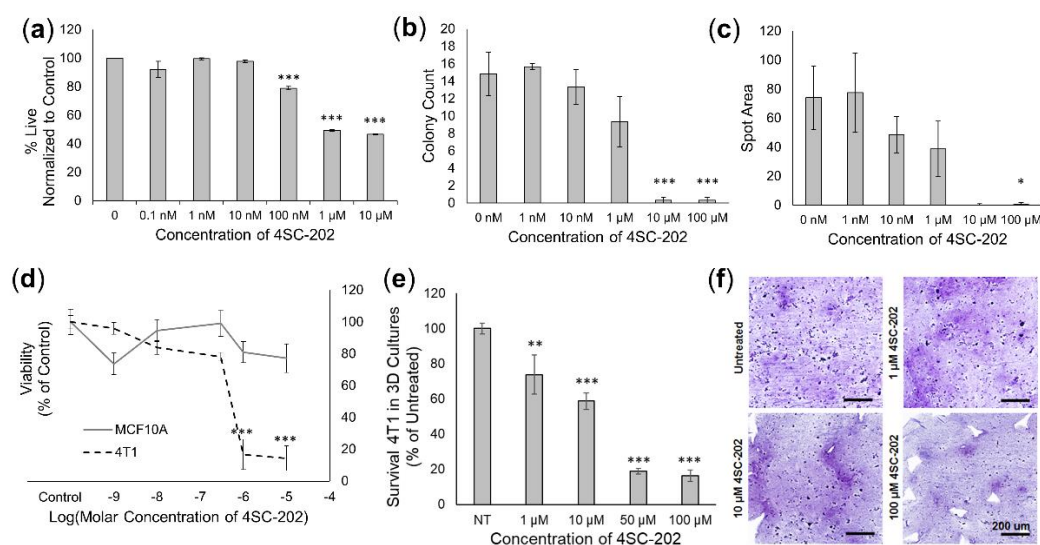 (a)
% Live
Normalized to Control
120
100
80
60
40
20
0
***
***
***
0 0.1 nM 1 nM 10 nM 100 nM 1 µM 10 µM
Concentration of 4SC-202
(b)
Colony Count
20
18
16
14
12
10
8
6
4
2
0
*** ***
0 nM 1 nM 10 nM 1 µM 10 µM 100 µM
Concentration of 4SC-202
(c)
Spot Area
120
100
80
60
40
20
0
*
0 nM 1 nM 10 nM 1 µM 10 µM 100 µM
Concentration of 4SC-202
(d)
Viability
(% of Control)
120
100
80
60
40
20
0
MCF10A
4T1
*** ***
Control -9 -8 -7 -6 -5 -4
Log(Molar Concentration of 4SC-202)
(e)
Survival 4T1 in 3D Cultures
(% of Untreated)
120
100
80
60
40
20
0
**
***
***
***
NT 1 µM 10 µM 50 µM 100 µM
Concentration of 4SC-202
(f)
Untreated
1 µM 4SC-202
10 µM 4SC-202
100 µM 4SC-202
200 um